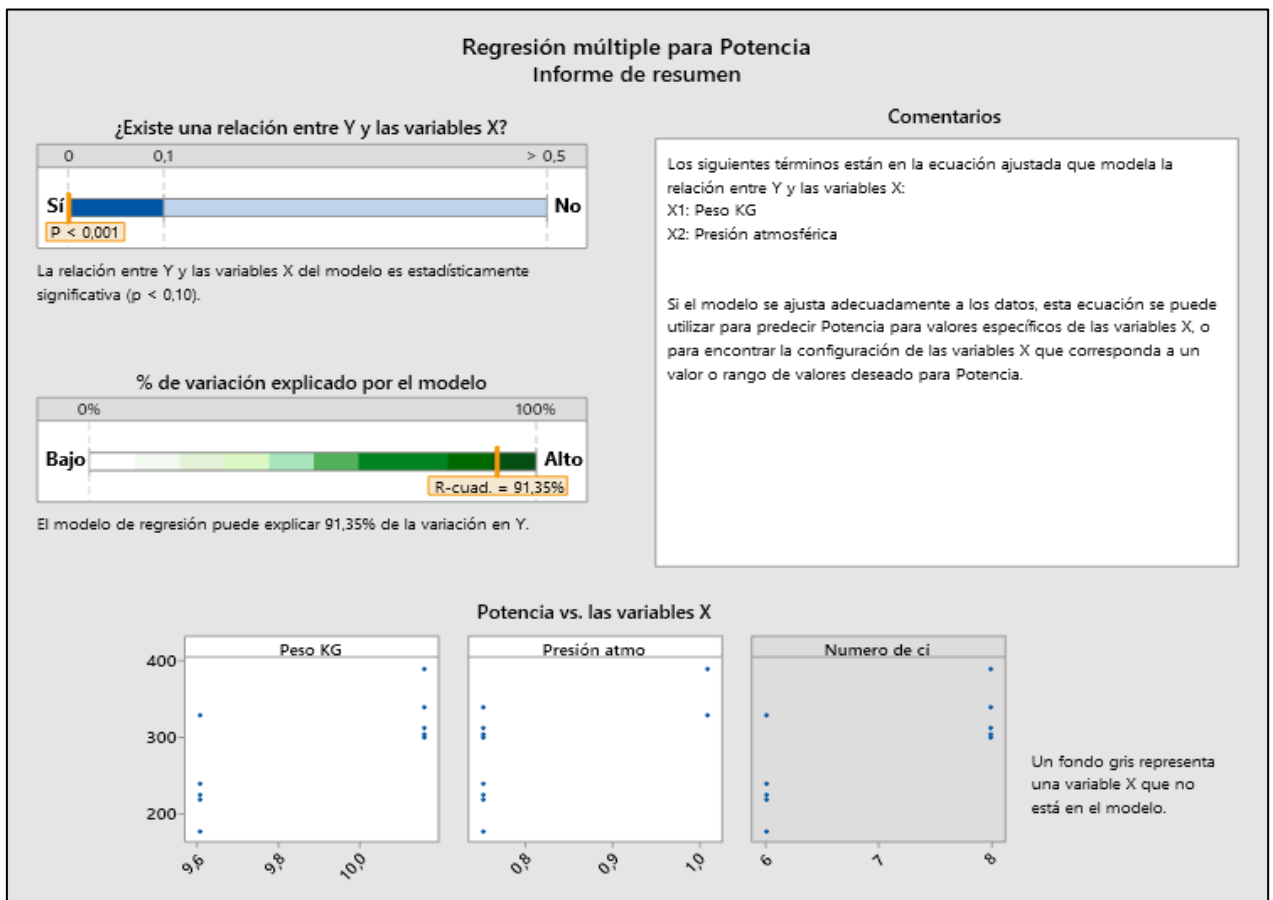 Regresión múltiple para Potencia
Informe de resumen
¿Existe una relación entre Y y las variables X?
0 0,1 > 0,5
Sí No
P < 0,001
La relación entre Y y las variables X del modelo es estadísticamente
significativa (p < 0,10).
% de variación explicado por el modelo
0% 100%
Bajo Alto
R-cuad. = 91,35%
El modelo de regresión puede explicar 91,35% de la variación en Y.
Comentarios
Los siguientes términos están en la ecuación ajustada que modela la
relación entre Y y las variables X:
X1: Peso KG
X2: Presión atmosférica
Si el modelo se ajusta adecuadamente a los datos, esta ecuación se puede
utilizar para predecir Potencia para valores específicos de las variables X, o
para encontrar la configuración de las variables X que corresponda a un
valor o rango de valores deseado para Potencia.
Potencia vs. las variables X
Peso KG Presión atmo Numero de ci
400
300
200
9,6 9,8 10,0 0,8 0,9 1,0 6 7 8
Un fondo gris representa
una variable X que no
está en el modelo.